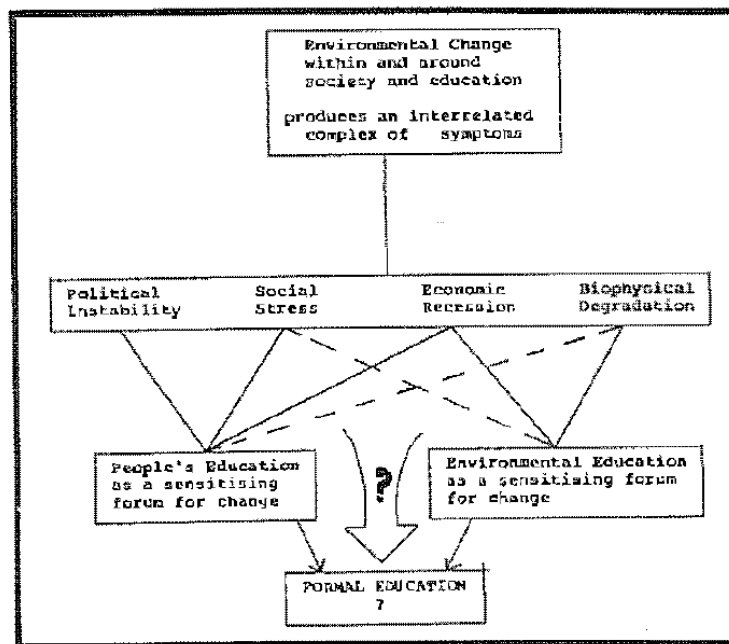 Environmental Change
within and around
society and education
produces an interrelated
complex of symptoms
Political Social Economic Biophysical
Instability Stress Recession Degradation
People's Education
as a sensitising
forum for change
?
Environmental Education
as a sensitising forum
for change
FORMAL EDUCATION
?